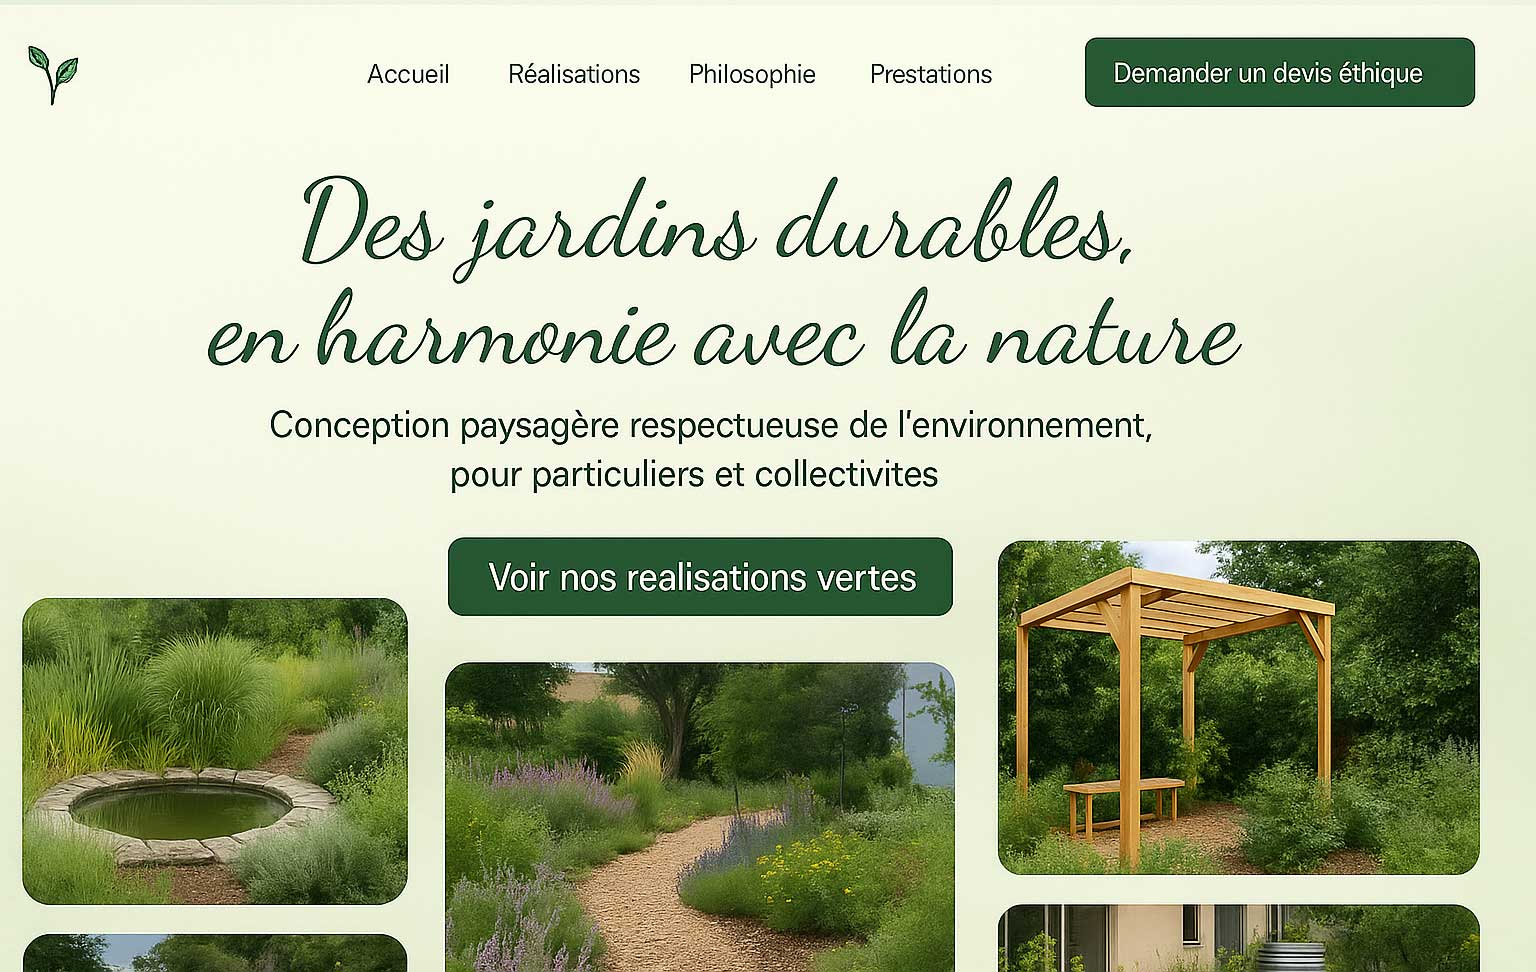 Accueil Réalisations Philosophie Prestations Demander un devis éthique
Des jardins durables,
en harmonie avec la nature
Conception paysagère respectueuse de l'environnement,
pour particuliers et collectivites
Voir nos realisations vertes